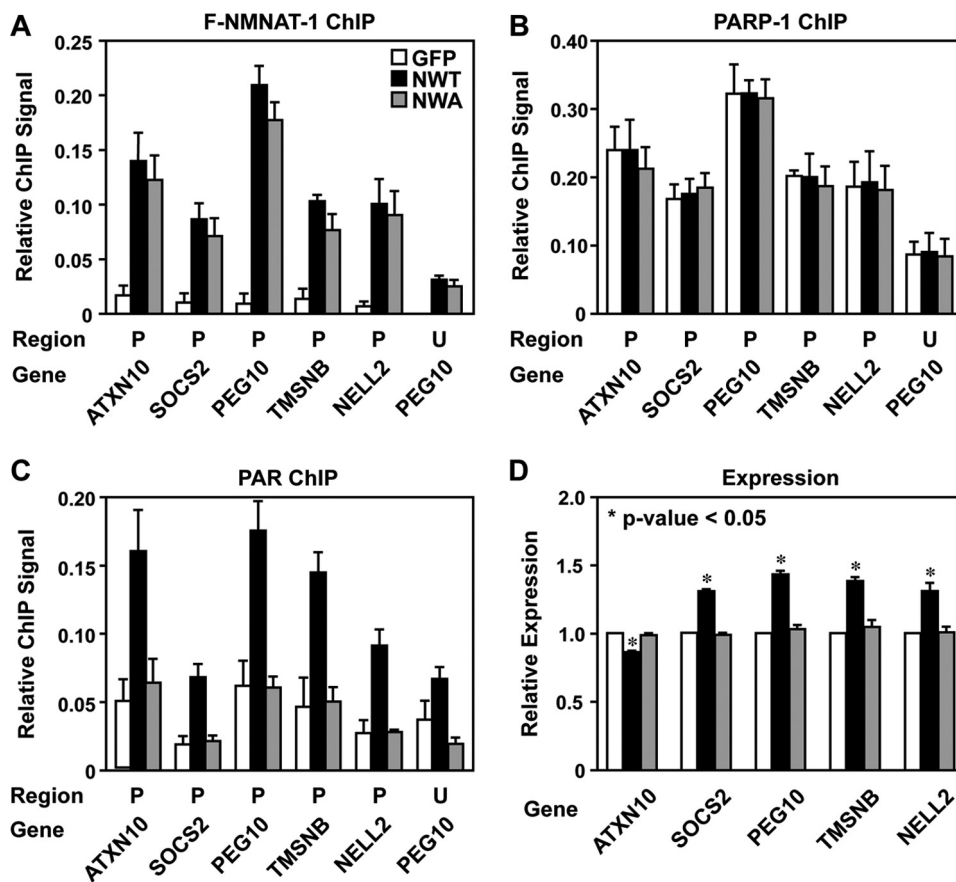 A
F-NMNAT-1 ChIP
Relative ChIP Signal
0.25
0.20
0.15
0.10
0.05
0
GFP
NWT
NWA
Region P P P P P U
Gene ATXN10 SOCS2 PEG10 TMSNB NELL2 PEG10
B
PARP-1 ChIP
Relative ChIP Signal
0.40
0.30
0.20
0.10
0
Region P P P P P U
Gene ATXN10 SOCS2 PEG10 TMSNB NELL2 PEG10
C
PAR ChIP
Relative ChIP Signal
0.20
0.15
0.10
0.05
0
Region P P P P P U
Gene ATXN10 SOCS2 PEG10 TMSNB NELL2 PEG10
D
Expression
Relative Expression
2.0
1.5
1.0
0.5
0
* p-value < 0.05
* * * * *
Gene ATXN10 SOCS2 PEG10 TMSNB NELL2